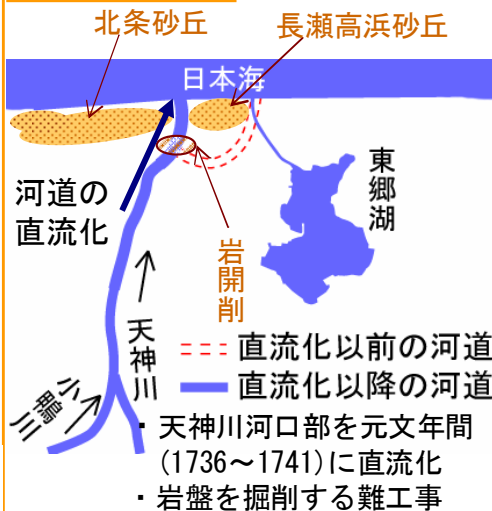 北条砂丘
長瀬高浜砂丘
日本海
東郷湖
河道の
直流化
岩開削
天神川
小鴨川
直流化以前の河道
直流化以降の河道
・天神川河口部を元文年間
(1736～1741)に直流化
・岩盤を掘削する難工事